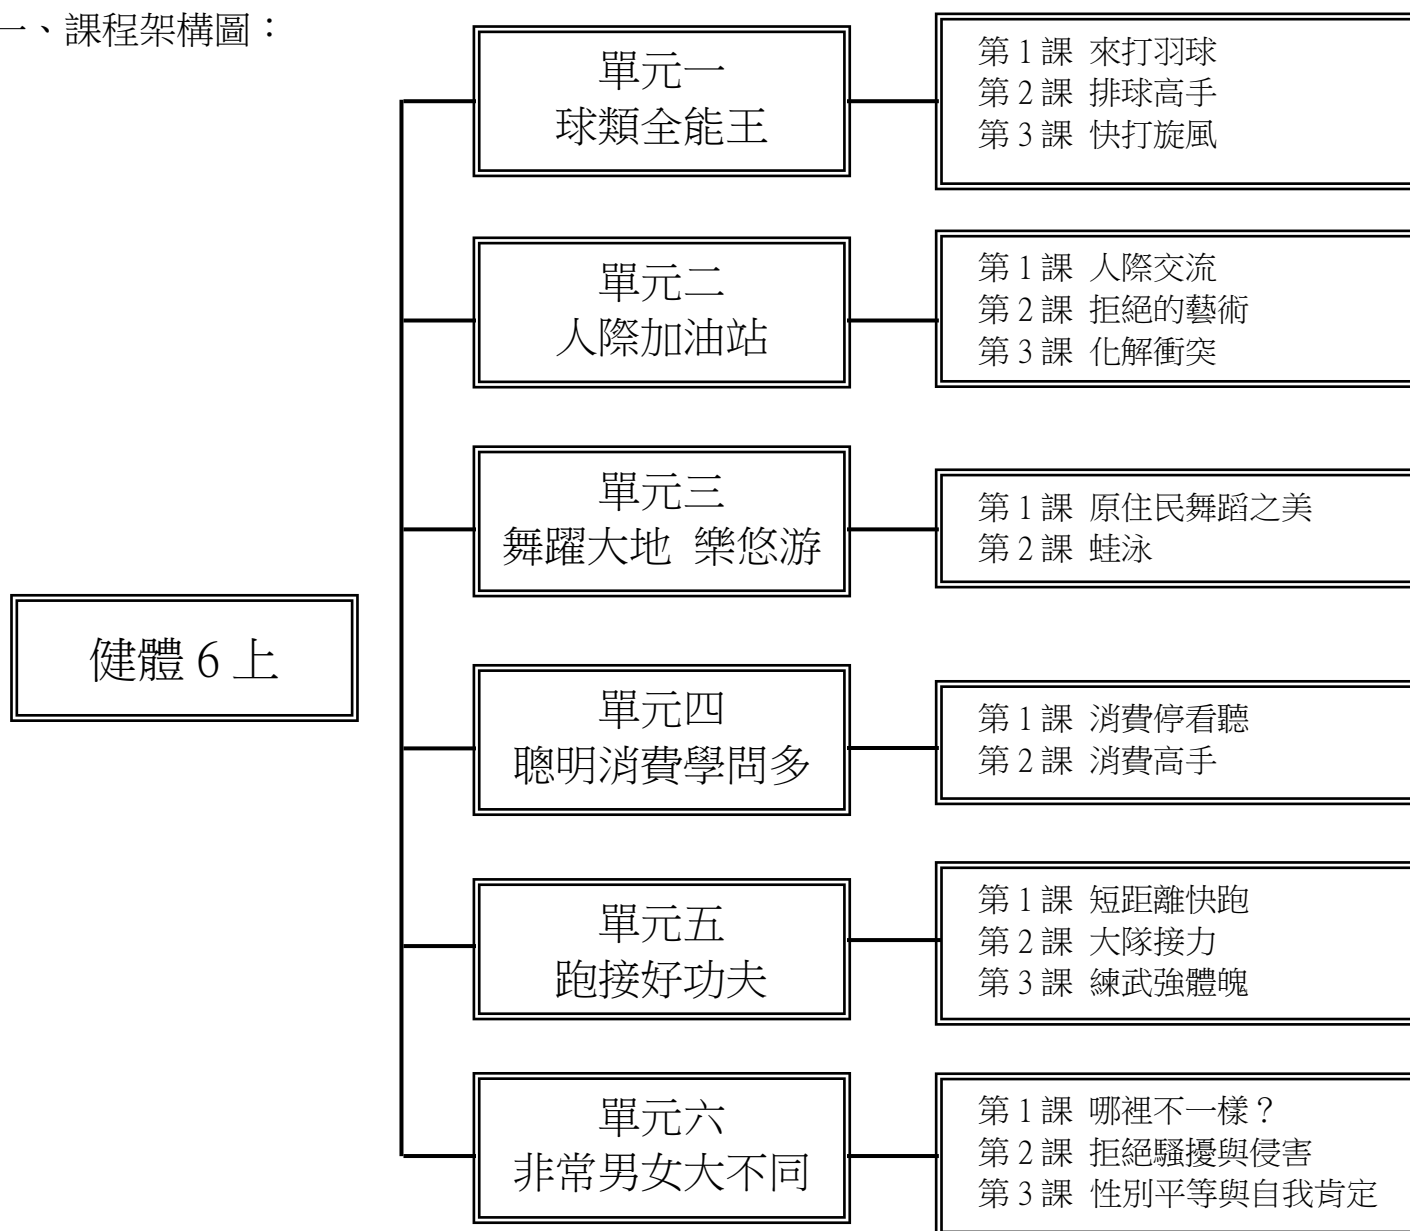 一、課程架構圖：
單元一
球類全能王
第 1 課 來打羽球
第 2 課 排球高手
第 3 課 快打旋風
單元二
人際加油站
第 1 課 人際交流
第 2 課 拒絕的藝術
第 3 課 化解衝突
單元三
舞躍大地 樂悠游
第 1 課 原住民舞蹈之美
第 2 課 蛙泳
健體 6 上
單元四
聰明消費學問多
第 1 課 消費停看聽
第 2 課 消費高手
單元五
跑接好功夫
第 1 課 短距離快跑
第 2 課 大隊接力
第 3 課 練武強體魄
單元六
非常男女大不同
第 1 課 哪裡不一樣？
第 2 課 拒絕騷擾與侵害
第 3 課 性別平等與自我肯定